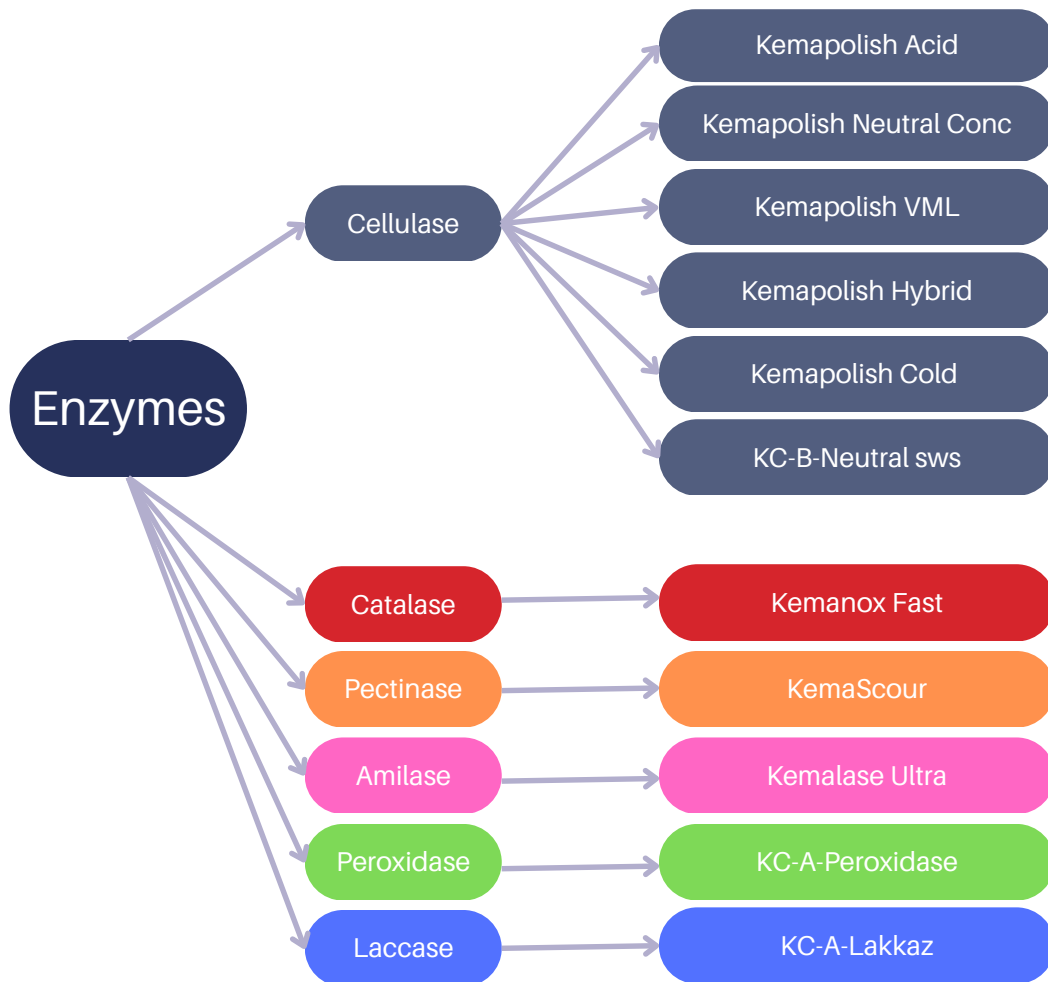 Enzymes
Cellulase
Kemapolish Acid
Kemapolish Neutral Conc
Kemapolish VML
Kemapolish Hybrid
Kemapolish Cold
KC-B-Neutral sws
Catalase
Kemanox Fast
Pectinase
KemaScour
Amilase
Kemalase Ultra
Peroxidase
KC-A-Peroxidase
Laccase
KC-A-Lakkaz